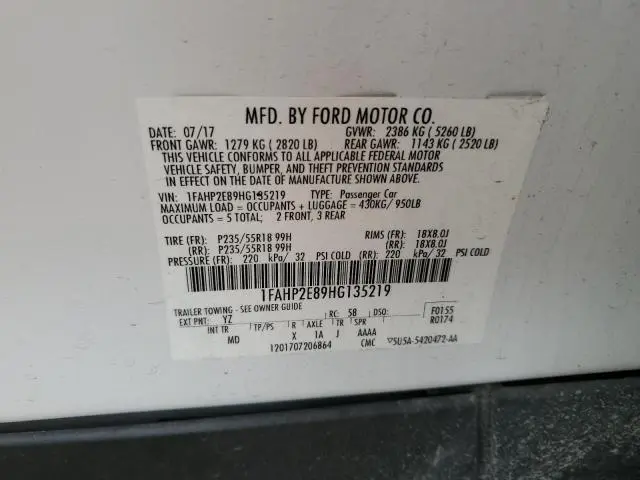 MFD. BY FORD MOTOR CO.
DATE: 07/17 GVWR: 2386 KG ( 5260 LB)
FRONT GAWR: 1279 KG ( 2820 LB) REAR GAWR: 1143 KG ( 2520 LB)
THIS VEHICLE CONFORMS TO ALL APPLICABLE FEDERAL MOTOR
VEHICLE SAFETY, BUMPER, AND THEFT PREVENTION STANDARDS
IN EFFECT ON THE DATE OF MANUFACTURE SHOWN ABOVE.
VIN: 1FAHP2E89HG135219 TYPE: Passenger Car
MAXIMUM LOAD = OCCUPANTS + LUGGAGE = 430KG/ 950LB
OCCUPANTS = 5 TOTAL; 2 FRONT, 3 REAR
TIRE (FR): P235/55R18 99H RIMS (FR): 18X8.0J
(RR): P235/55R18 99H (RR): 18X8.0J
PRESSURE (FR): 220 kPa/ 32 PSI COLD (RR): 220 kPa/ 32 PSI COLD
1FAHP2E89HG135219
TRAILER TOWING - SEE OWNER GUIDE
EXT PNT: YZ RC: 58 DSO: F0155
R0174
INT TR TP/PS R AXLE TR SPR
MD X 1A J AAAA
1201707206864 CMC 5U5A-5420472-AA